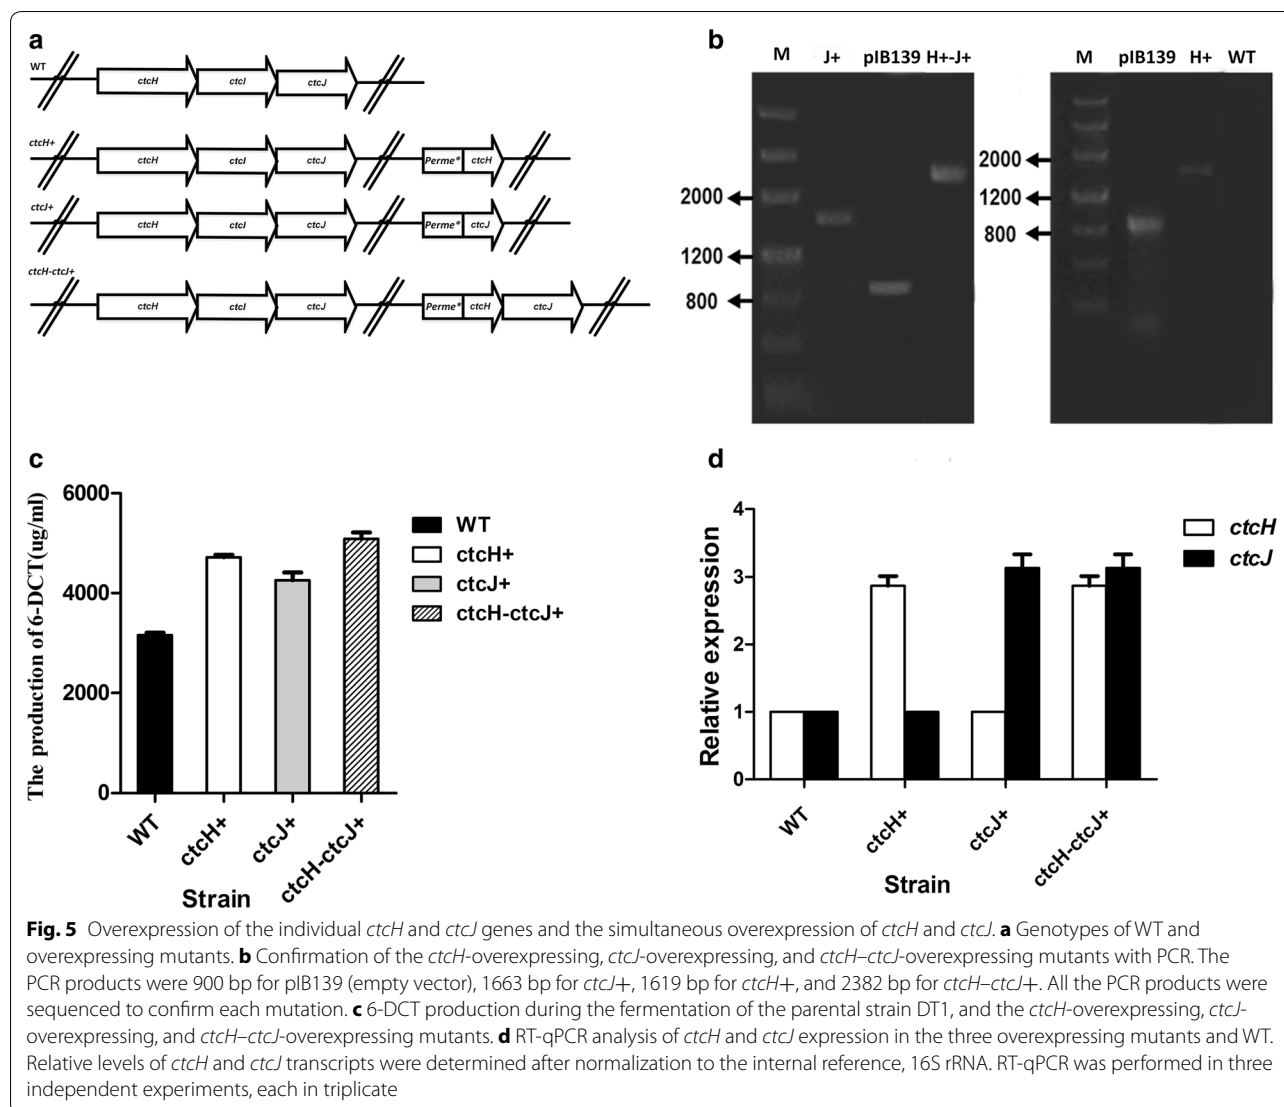 a
WT
ctcH
ctcI
ctcJ
ctcH+
ctcH
ctcI
ctcJ
Perme*
ctcH
ctcJ+
ctcH
ctcI
ctcJ
Perme*
ctcJ
ctcH-ctcJ+
ctcH
ctcI
ctcJ
Perme*
ctcH
ctcJ
b
M J+ pIB139 H+-J+
2000
1200
800
M pIB139 H+ WT
2000
1200
800
c
The production of 6-DCT(ug/ml)
6000
4000
2000
0
WT
ctcH+
ctcJ+
ctcH-ctcJ+
Strain
WT
ctcH+
ctcJ+
ctcH-ctcJ+
d
Relative expression
4
3
2
1
0
WT
ctcH+
ctcJ+
ctcH-ctcJ+
Strain
ctcH
ctcJ
Fig. 5 Overexpression of the individual ctcH and ctcJ genes and the simultaneous overexpression of ctcH and ctcJ. a Genotypes of WT and
overexpressing mutants. b Confirmation of the ctcH-overexpressing, ctcJ-overexpressing, and ctcH–ctcJ-overexpressing mutants with PCR. The
PCR products were 900 bp for pIB139 (empty vector), 1663 bp for ctcJ+, 1619 bp for ctcH+, and 2382 bp for ctcH–ctcJ+. All the PCR products were
sequenced to confirm each mutation. c 6-DCT production during the fermentation of the parental strain DT1, and the ctcH-overexpressing, ctcJ-
overexpressing, and ctcH–ctcJ-overexpressing mutants. d RT-qPCR analysis of ctcH and ctcJ expression in the three overexpressing mutants and WT.
Relative levels of ctcH and ctcJ transcripts were determined after normalization to the internal reference, 16S rRNA. RT-qPCR was performed in three
independent experiments, each in triplicate